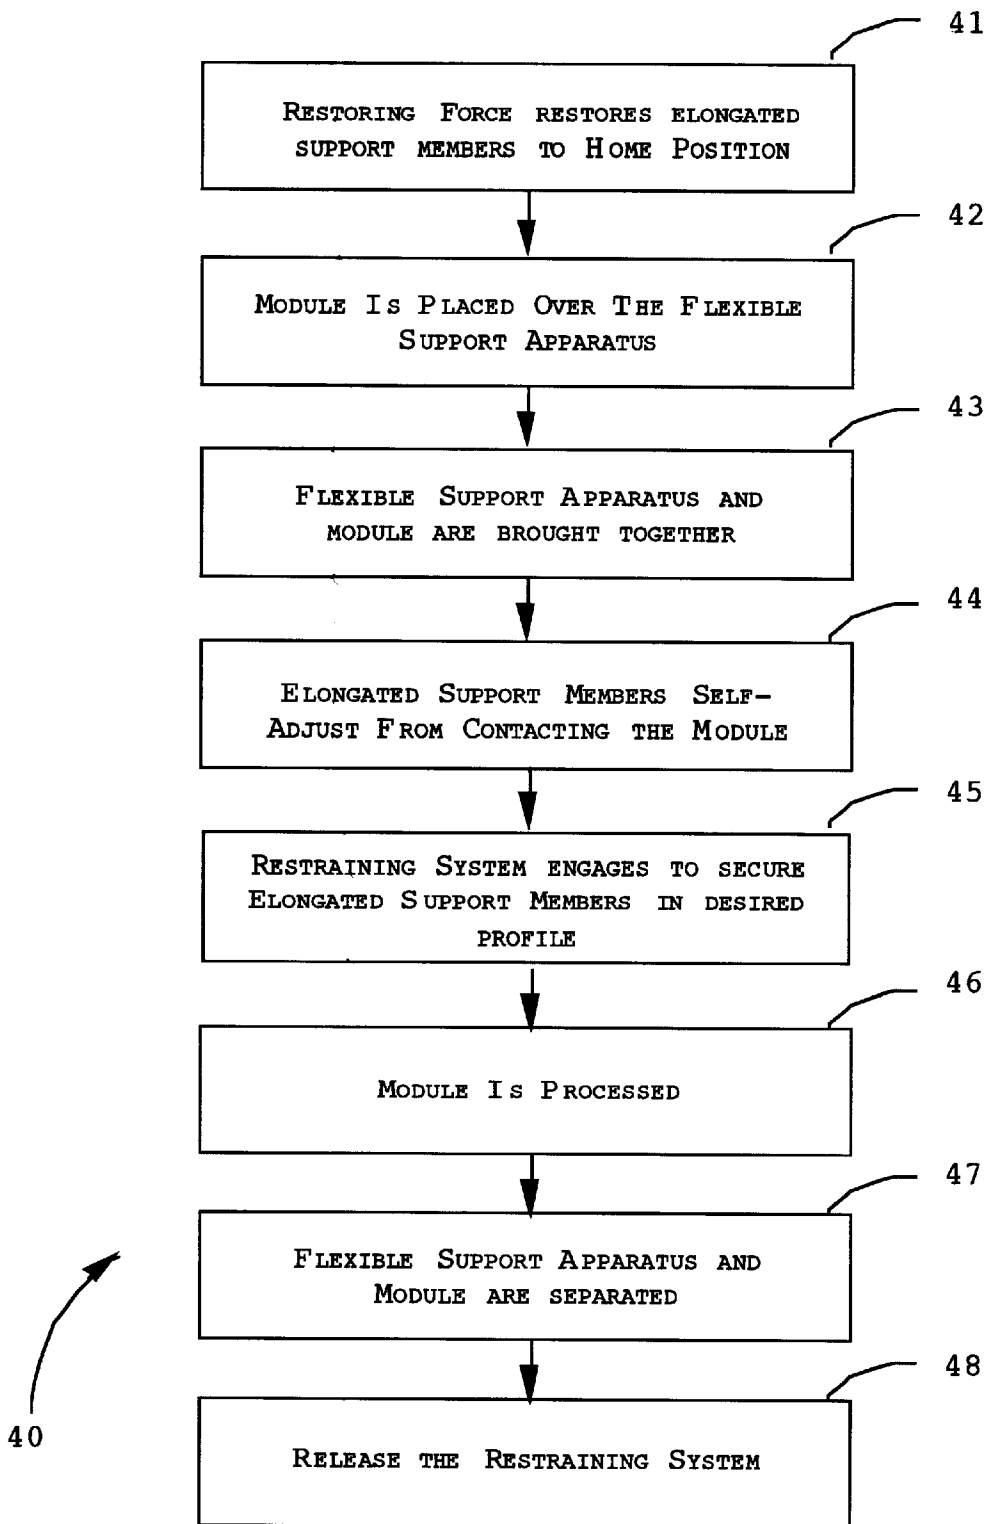 41
RESTORING FORCE RESTORES ELONGATED
SUPPORT MEMBERS TO HOME POSITION
42
MODULE IS PLACED OVER THE FLEXIBLE
SUPPORT APPARATUS
43
FLEXIBLE SUPPORT APPARATUS AND
MODULE ARE BROUGHT TOGETHER
44
ELONGATED SUPPORT MEMBERS SELF-
ADJUST FROM CONTACTING THE MODULE
45
RESTRAINING SYSTEM ENGAGES TO SECURE
ELONGATED SUPPORT MEMBERS IN DESIRED
PROFILE
46
MODULE IS PROCESSED
47
FLEXIBLE SUPPORT APPARATUS AND
MODULE ARE SEPARATED
48
RELEASE THE RESTRAINING SYSTEM
40